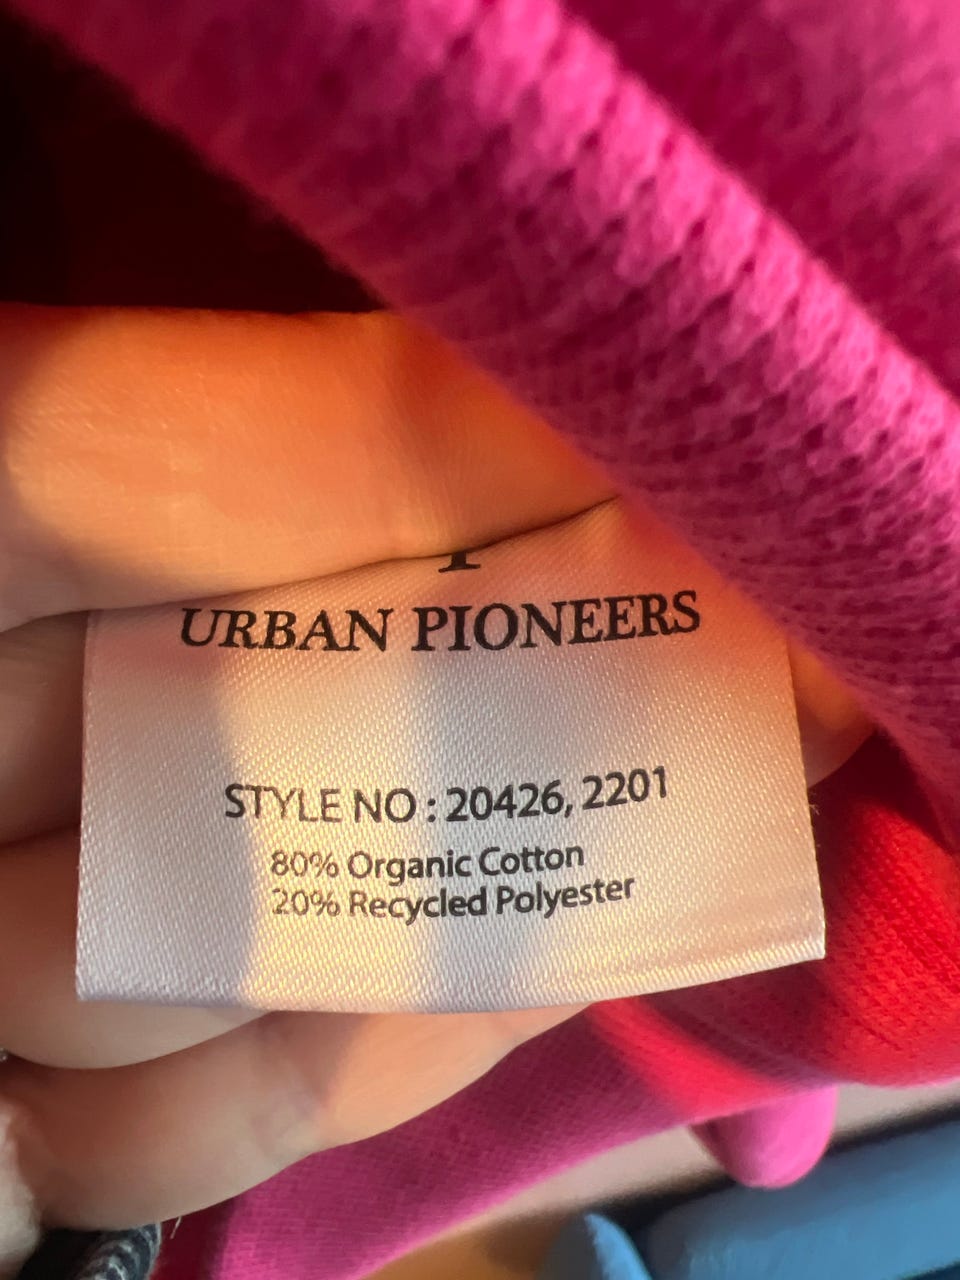 URBAN PIONEERS
STYLE NO : 20426, 2201
80% Organic Cotton
20% Recycled Polyester